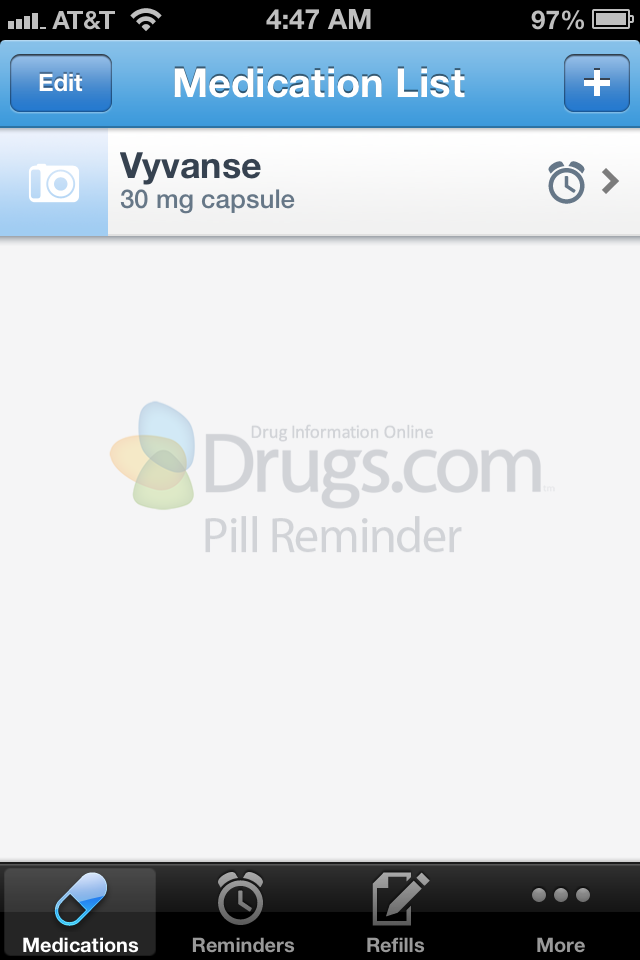 AT&T 4:47 AM 97%
Edit Medication List +
Vyvanse
30 mg capsule
Drug Information Online
Drugs.com™
Pill Reminder
Medications Reminders Refills More